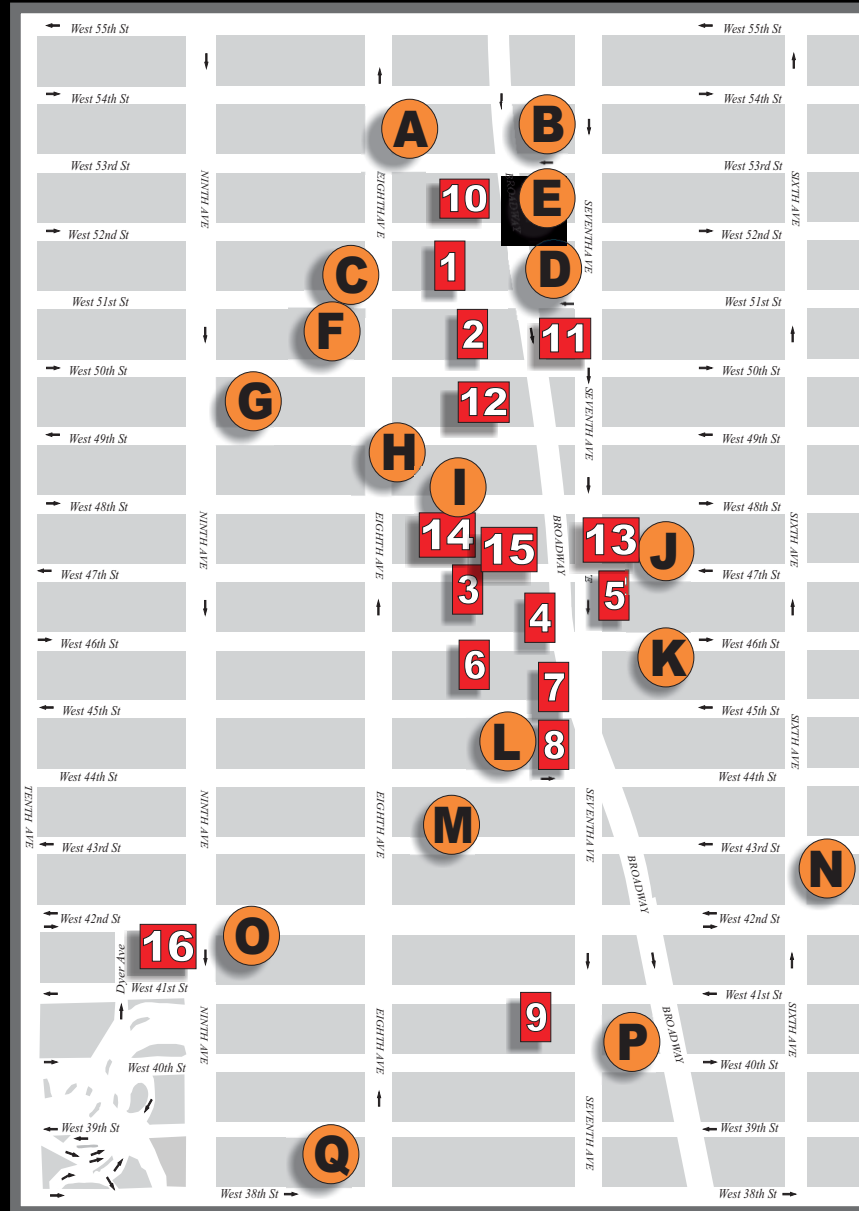 West 55th St
West 55th St
West 54th St
West 54th St
A
B
West 53rd St
West 53rd St
NINTH AVE
EIGHTHAVE
10
BROADWAY
E
SEVENTH AVE
SIXTH AVE
West 52nd St
West 52nd St
C
1
D
West 51st St
West 51st St
F
2
11
West 50th St
West 50th St
G
12
SEVENTH AVE
West 49th St
West 49th St
H
I
West 48th St
West 48th St
NINTH AVE
EIGHTH AVE
14
15
BROADWAY
13
J
SIXTH AVE
West 47th St
West 47th St
3
E
5
4
West 46th St
West 46th St
6
K
7
West 45th St
West 45th St
L
8
SIXTH AVE
West 44th St
West 44th St
TENTH AVE
NINTH AVE
EIGHTH AVE
M
SEVENTH AVE
West 43rd St
West 43rd St
BROADWAY
N
West 42nd St
West 42nd St
16
O
Dyer Ave
West 41st St
West 41st St
NINTH AVE
EIGHTH AVE
9
P
BROADWAY
SIXTH AVE
West 40th St
West 40th St
West 39th St
SEVENTH AVE
West 39th St
Q
West 38th St
West 38th St